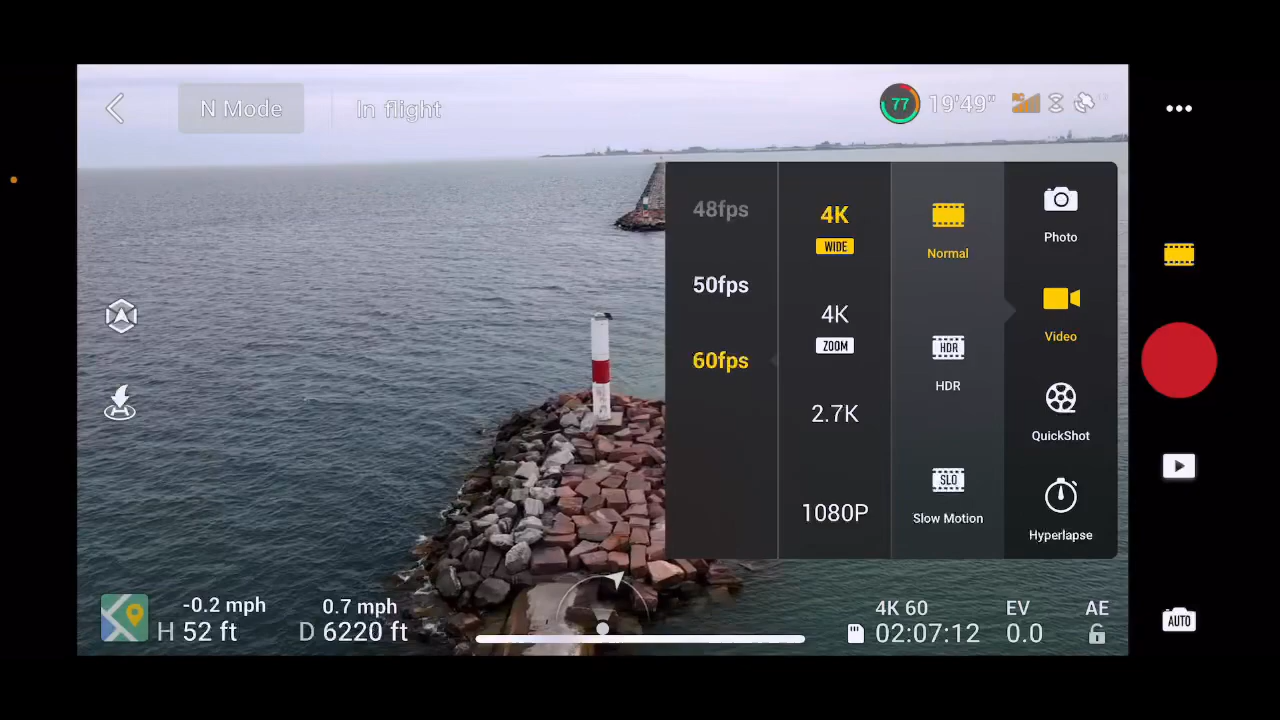 N Mode
In flight
77
19'49"
RC
48fps
50fps
60fps
4K
WIDE
4K
ZOOM
2.7K
1080P
Normal
HDR
HDR
SLO
Slow Motion
Photo
Video
QuickShot
Hyperlapse
-0.2 mph
0.7 mph
H 52 ft
D 6220 ft
4K 60
02:07:12
EV
0.0
AE
AUTO